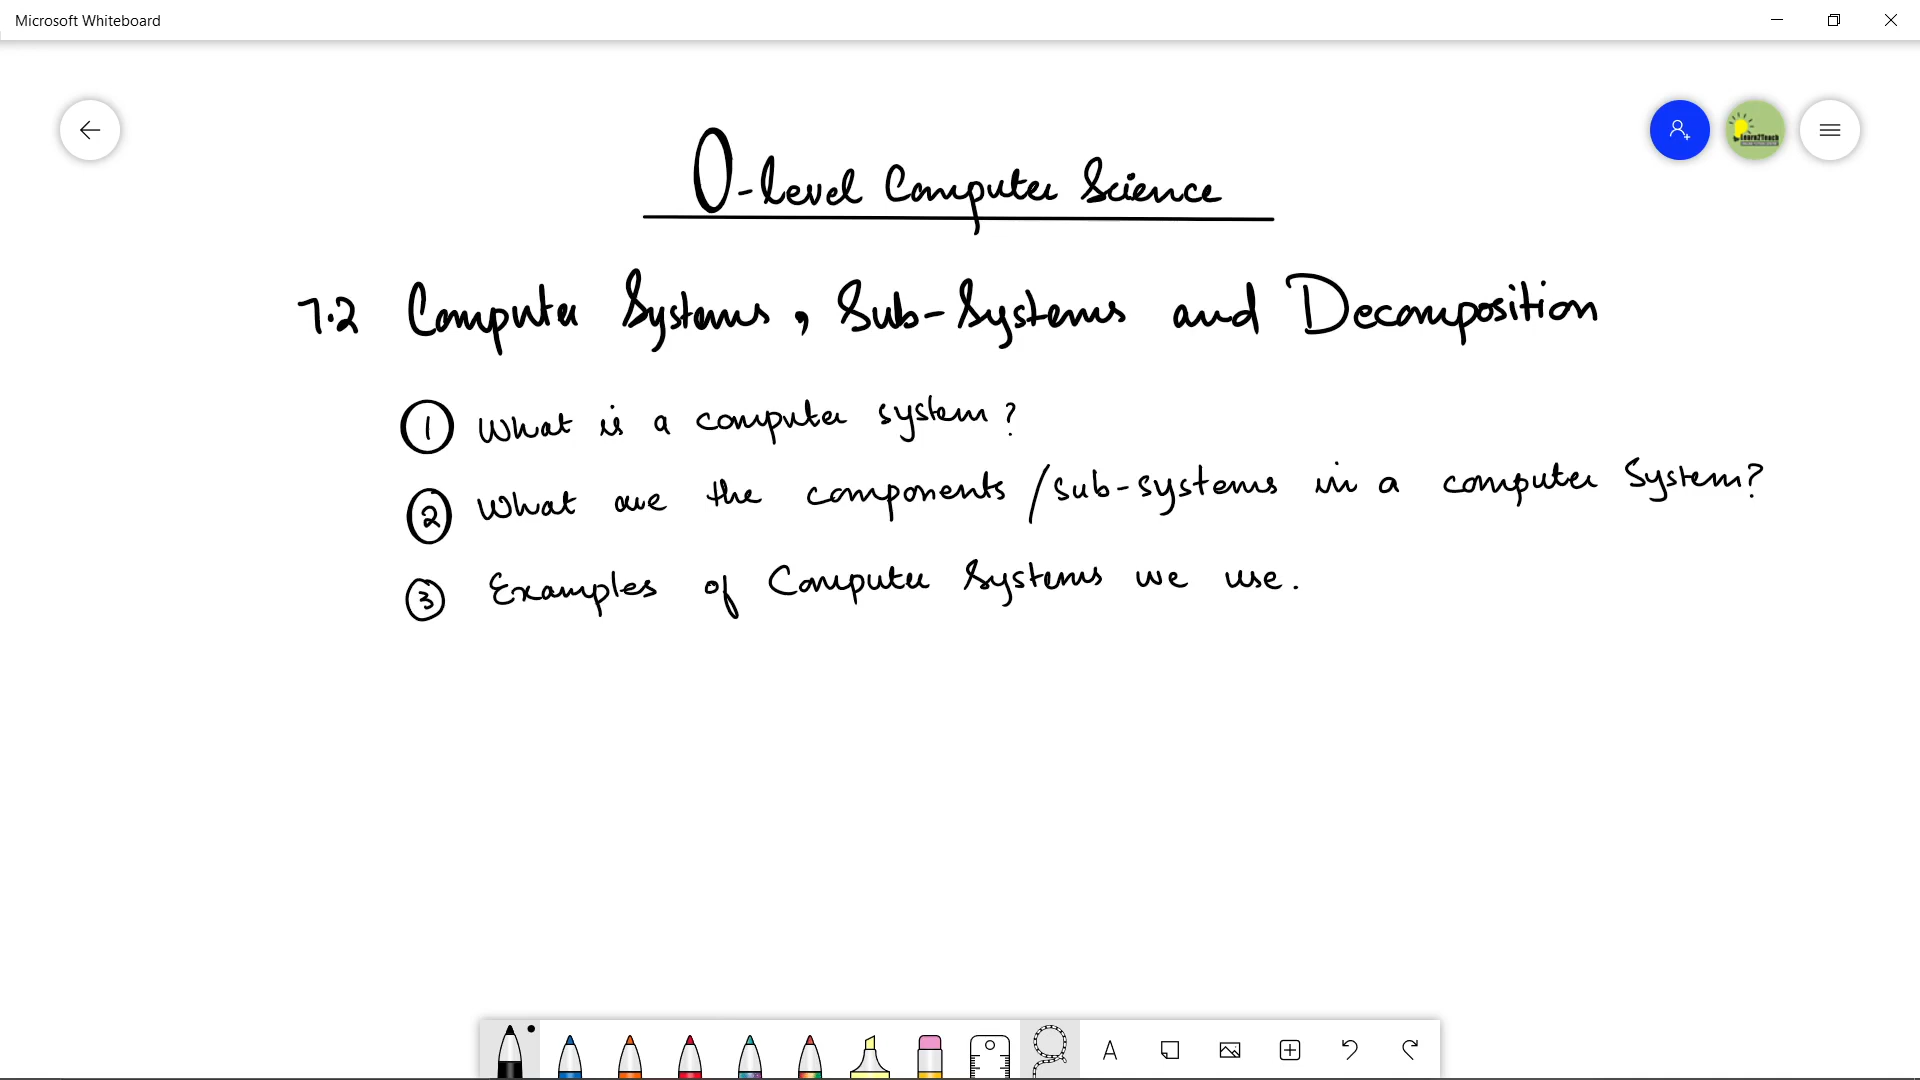 Microsoft Whiteboard
Learn2Teach
O-level Computer Science
7.2 Computer Systems, Sub-Systems and Decomposition
1 What is a computer system?
2 What are the components/sub-systems in a computer System?
3 Examples of Computer Systems we use.
A